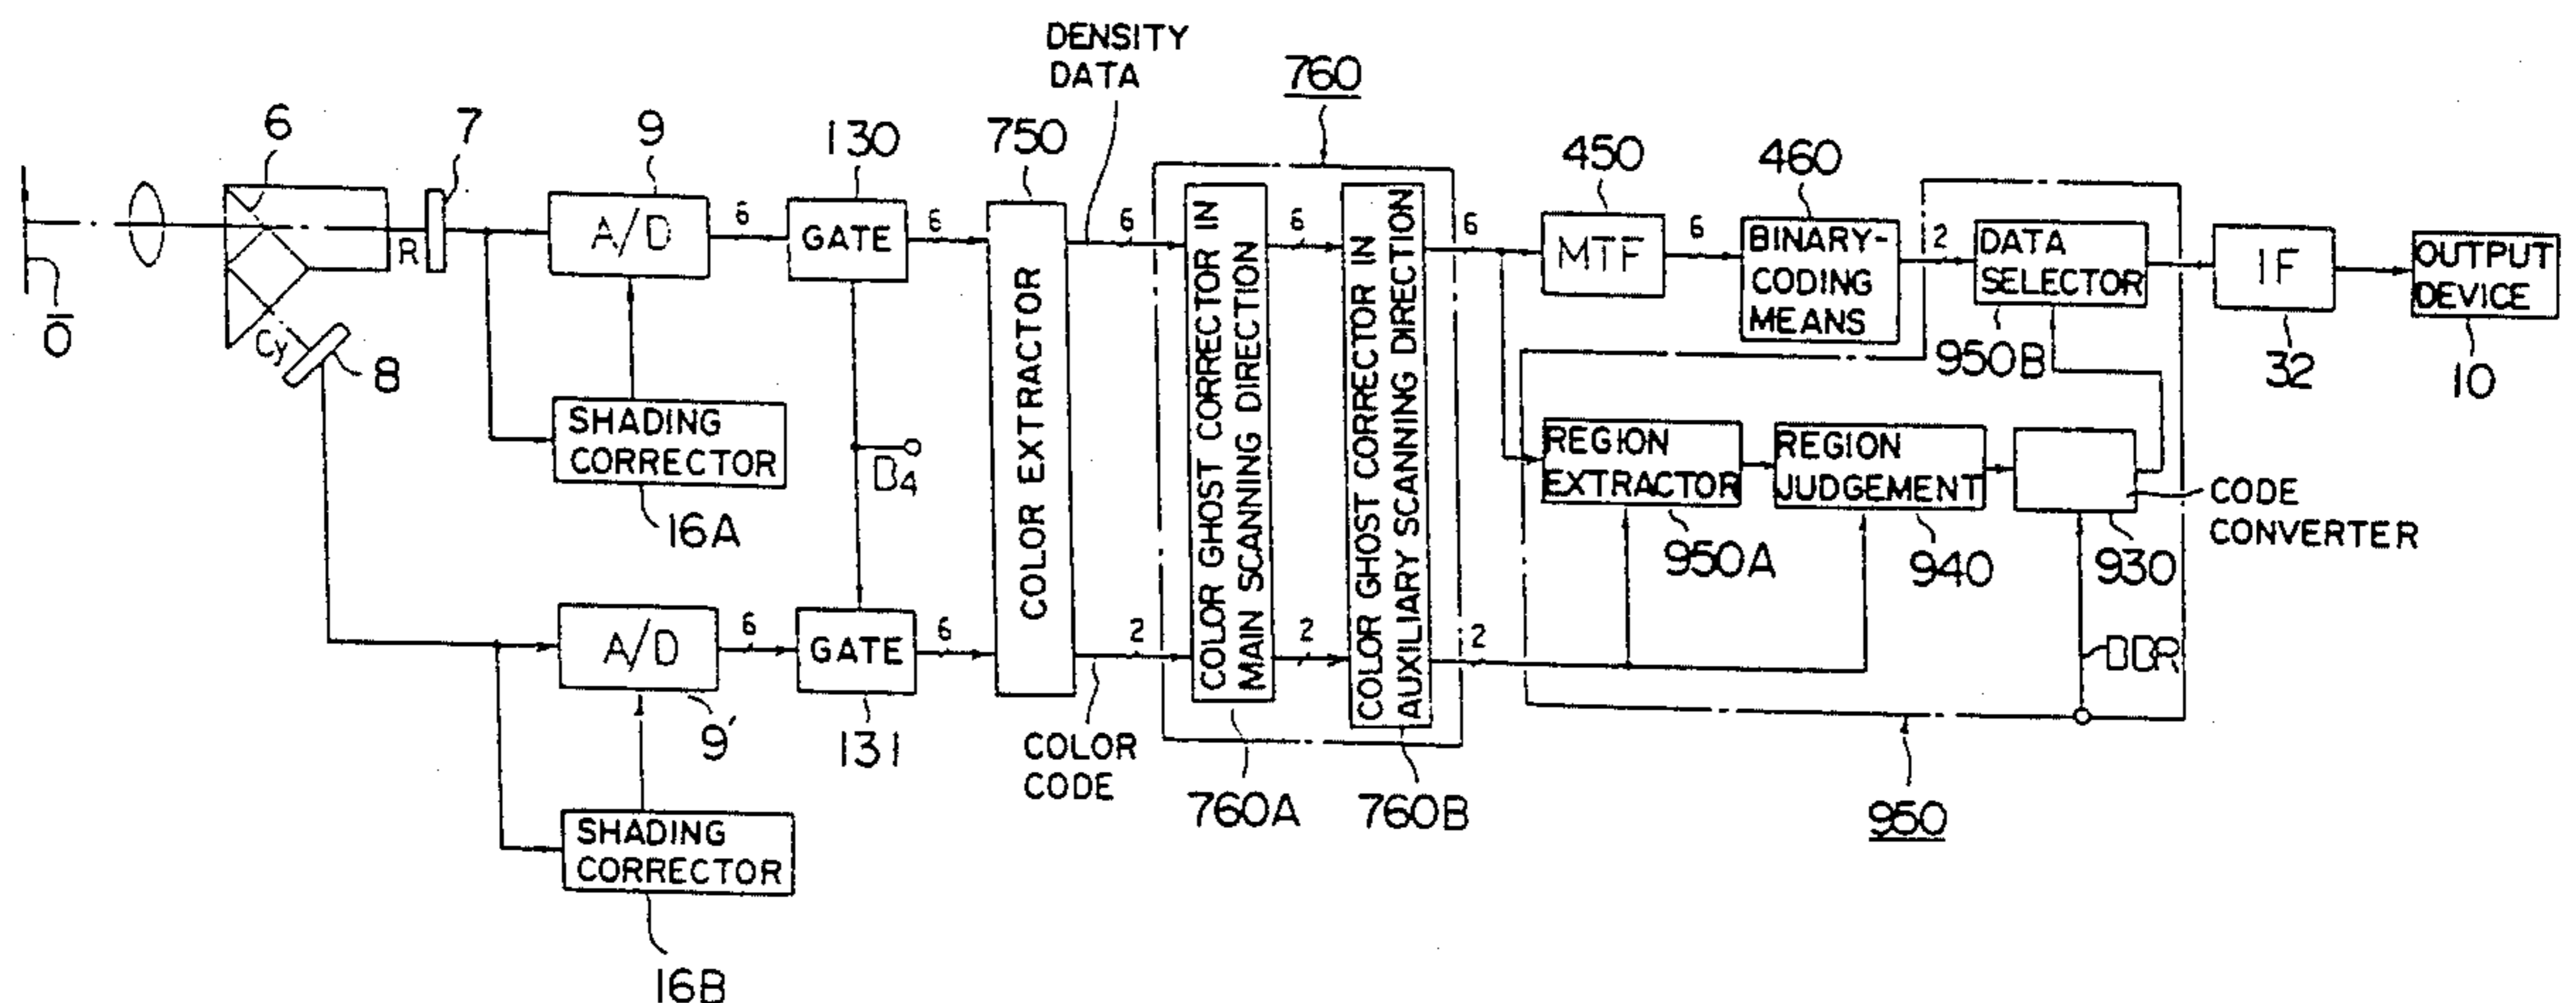 DENSITY
DATA
760
6
7
9
130
750
450
460
A/D
6
GATE
6
6
6
6
MTF
6
BINARY-
CODING
MEANS
2
DATA
SELECTOR
IF
OUTPUT
DEVICE
R
O
Cy
8
950B
32
10
SHADING
CORRECTOR
16A
B4
COLOR EXTRACTOR
COLOR GHOST CORRECTOR IN
MAIN SCANNING DIRECTION
COLOR GHOST CORRECTOR IN
AUXILIARY SCANNING DIRECTION
REGION
EXTRACTOR
950A
REGION
JUDGEMENT
940
930
CODE
CONVERTER
A/D
9'
6
GATE
131
6
2
2
2
DDR
COLOR
CODE
760A
760B
950
SHADING
CORRECTOR
16B